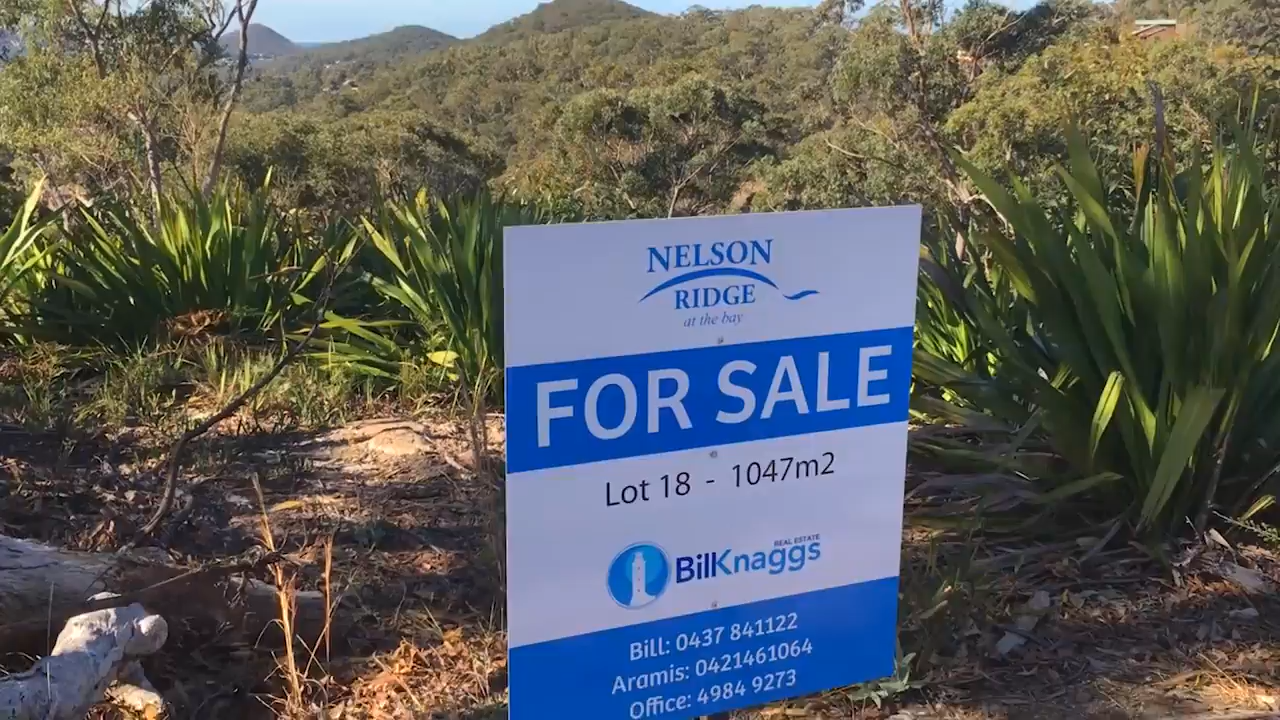 NELSON
RIDGE
at the bay
FOR SALE
Lot 18 - 1047m2
REAL ESTATE
BillKnaggs
Bill: 0437 841122
Aramis: 0421461064
Office: 4984 9273